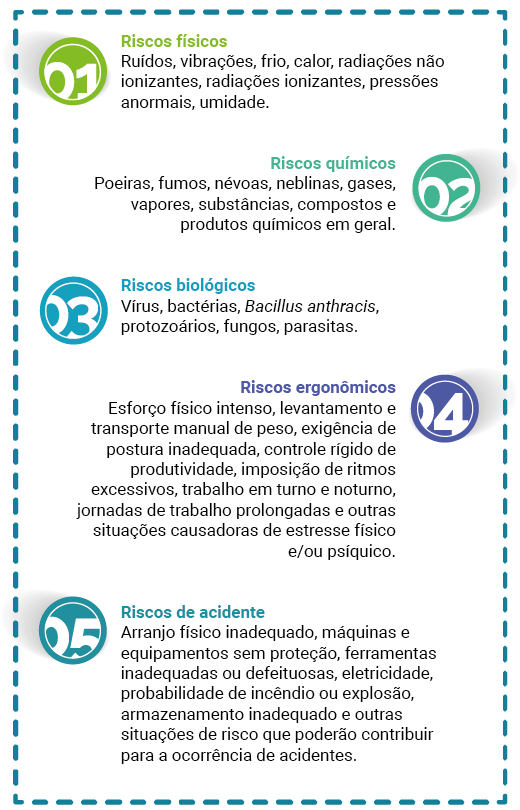 01
Riscos físicos
Ruídos, vibrações, frio, calor, radiações não
ionizantes, radiações ionizantes, pressões
anormais, umidade.
Riscos químicos
02
Poeiras, fumos, névoas, neblinas, gases,
vapores, substâncias, compostos e
produtos químicos em geral.
03
Riscos biológicos
Vírus, bactérias, Bacillus anthracis,
protozoários, fungos, parasitas.
Riscos ergonômicos
04
Esforço físico intenso, levantamento e
transporte manual de peso, exigência de
postura inadequada, controle rígido de
produtividade, imposição de ritmos
excessivos, trabalho em turno e noturno,
jornadas de trabalho prolongadas e outras
situações causadoras de estresse físico
e/ou psíquico.
05
Riscos de acidente
Arranjo físico inadequado, máquinas e
equipamentos sem proteção, ferramentas
inadequadas ou defeituosas, eletricidade,
probabilidade de incêndio ou explosão,
armazenamento inadequado e outras
situações de risco que poderão contribuir
para a ocorrência de acidentes.